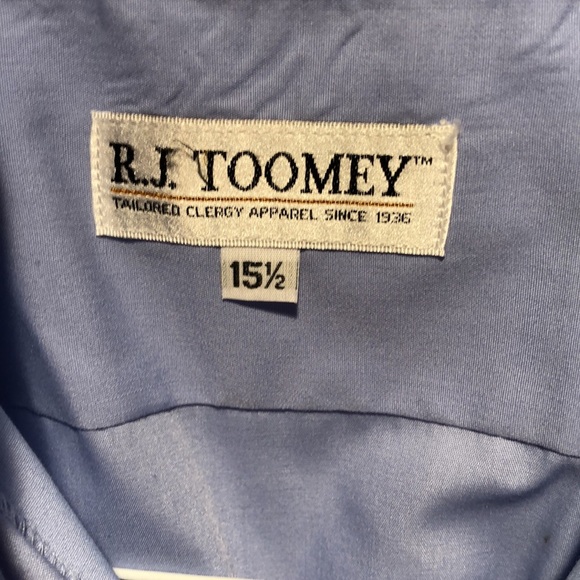 R.J. TOOMEY™
TAILORED CLERGY APPAREL SINCE 1936
15½